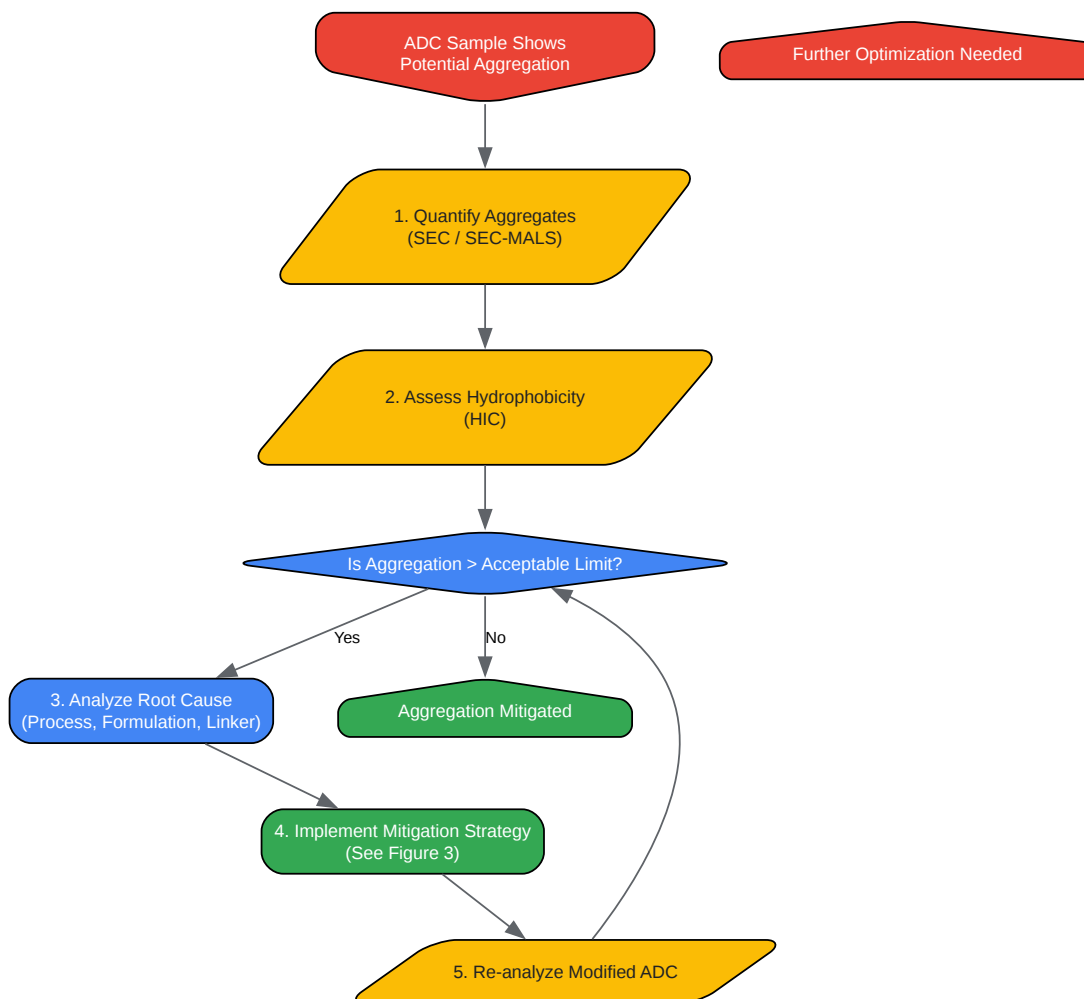 ADC Sample Shows
Potential Aggregation
Further Optimization Needed
1. Quantify Aggregates
(SEC / SEC-MALS)
2. Assess Hydrophobicity
(HIC)
Is Aggregation > Acceptable Limit?
Yes
No
3. Analyze Root Cause
(Process, Formulation, Linker)
Aggregation Mitigated
4. Implement Mitigation Strategy
(See Figure 3)
5. Re-analyze Modified ADC